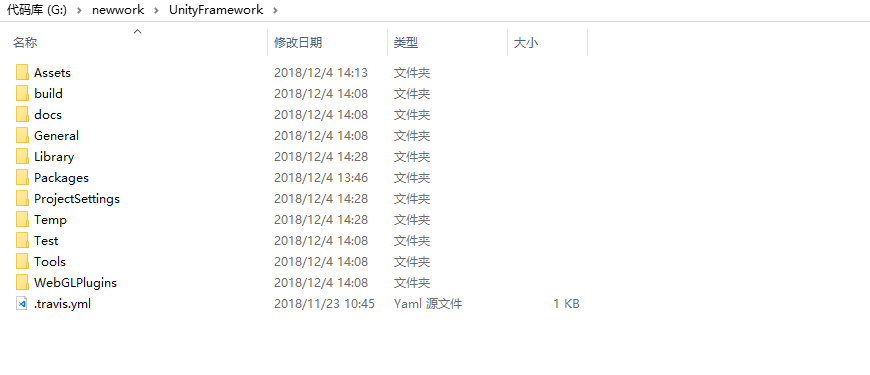 代码库 (G:) > newwork > UnityFramework >
名称 修改日期 类型 大小
Assets 2018/12/4 14:13 文件夹
build 2018/12/4 14:08 文件夹
docs 2018/12/4 14:08 文件夹
General 2018/12/4 14:08 文件夹
Library 2018/12/4 14:28 文件夹
Packages 2018/12/4 13:46 文件夹
ProjectSettings 2018/12/4 14:28 文件夹
Temp 2018/12/4 14:28 文件夹
Test 2018/12/4 14:08 文件夹
Tools 2018/12/4 14:08 文件夹
WebGLPlugins 2018/12/4 14:08 文件夹
.travis.yml 2018/11/23 10:45 Yaml 源文件 1 KB